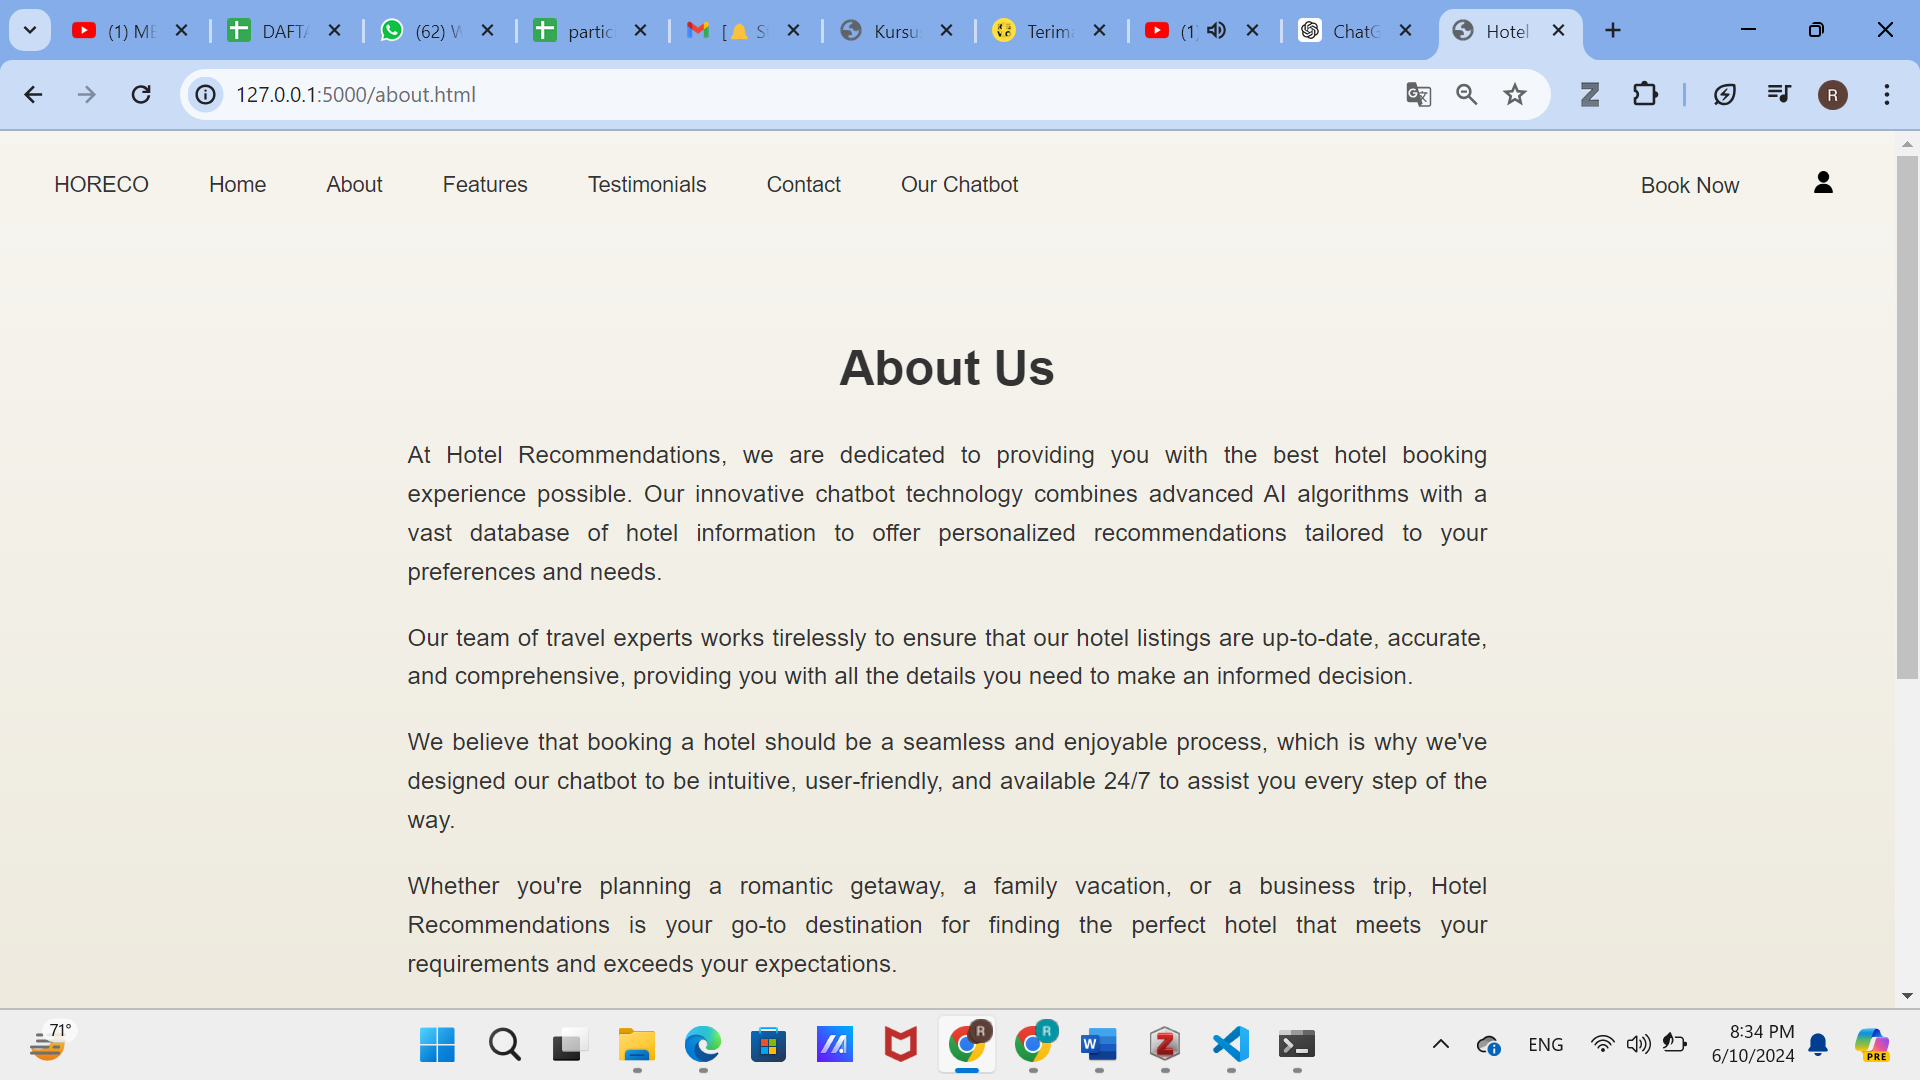 (1) ME
DAFTA
(62) W
partic
[ S
Kursu
Terim
(1)
ChatG
Hotel
127.0.0.1:5000/about.html
R
HORECO Home About Features Testimonials Contact Our Chatbot Book Now
About Us
At Hotel Recommendations, we are dedicated to providing you with the best hotel booking
experience possible. Our innovative chatbot technology combines advanced AI algorithms with a
vast database of hotel information to offer personalized recommendations tailored to your
preferences and needs.
Our team of travel experts works tirelessly to ensure that our hotel listings are up-to-date, accurate,
and comprehensive, providing you with all the details you need to make an informed decision.
We believe that booking a hotel should be a seamless and enjoyable process, which is why we've
designed our chatbot to be intuitive, user-friendly, and available 24/7 to assist you every step of the
way.
Whether you're planning a romantic getaway, a family vacation, or a business trip, Hotel
Recommendations is your go-to destination for finding the perfect hotel that meets your
requirements and exceeds your expectations.
71°
ENG
8:34 PM
6/10/2024
PRE